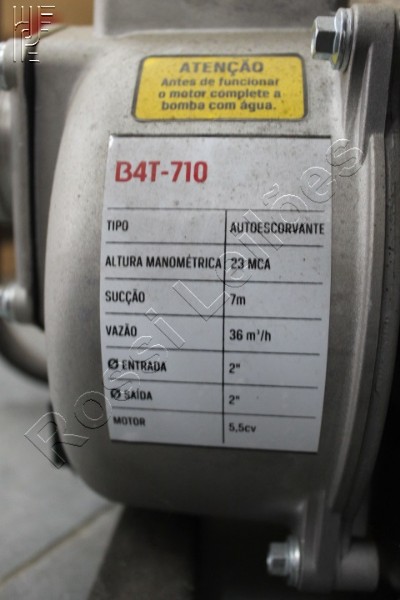 ATENÇÃO
Antes de funcionar
o motor complete a
bomba com água.
B4T-710
TIPO AUTOESCORVANTE
ALTURA MANOMÉTRICA 23 MCA
SUCÇÃO 7m
VAZÃO 36 m³/h
Ø ENTRADA 2"
Ø SAÍDA 2"
MOTOR 5,5cv
Rossi Leilões